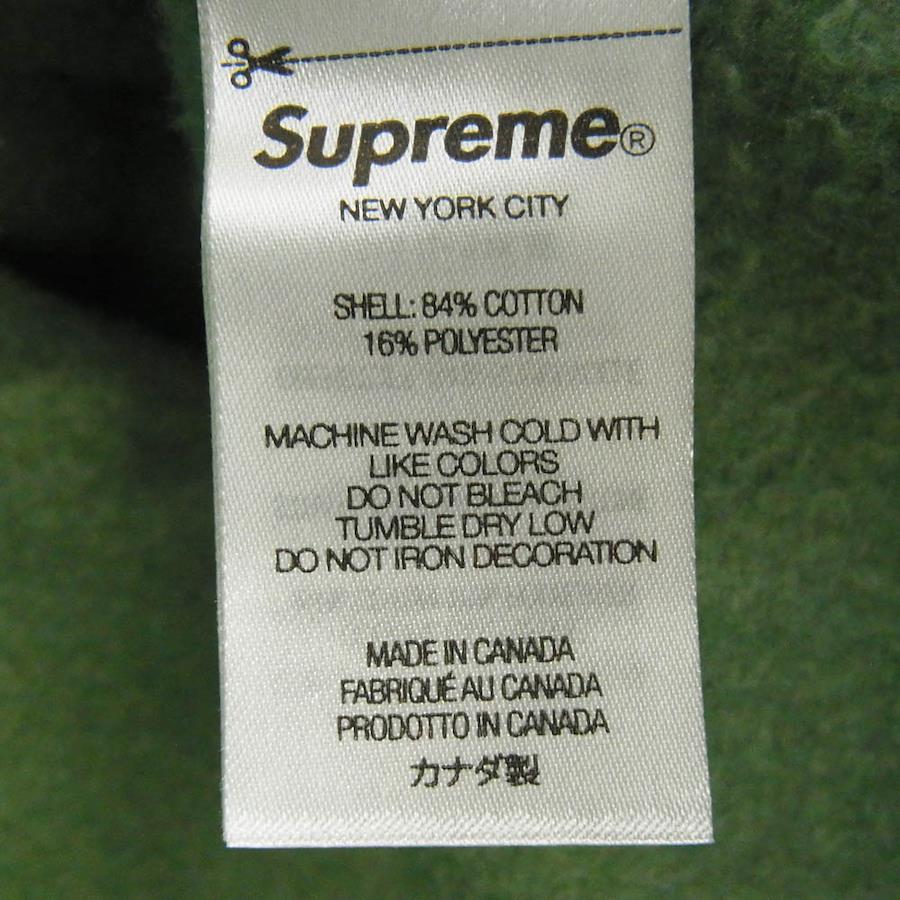 Supreme®
NEW YORK CITY
SHELL: 84% COTTON
16% POLYESTER
MACHINE WASH COLD WITH
LIKE COLORS
DO NOT BLEACH
TUMBLE DRY LOW
DO NOT IRON DECORATION
MADE IN CANADA
FABRIQUÉ AU CANADA
PRODOTTO IN CANADA
カナダ製